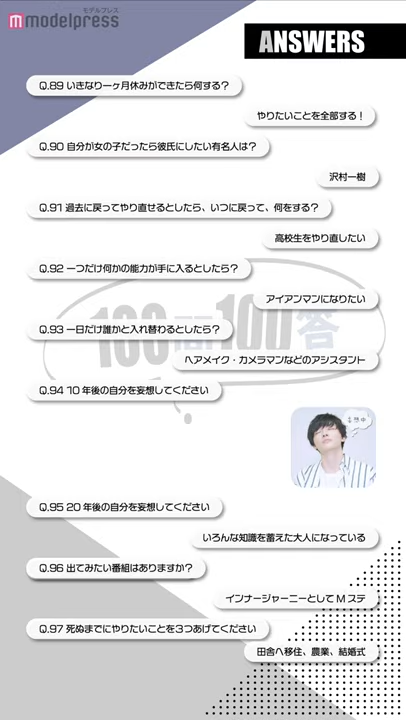 モデルプレス
modelpress
ANSWERS
Q.89 いきなり一ヶ月休みができたら何する？
やりたいことを全部する！
Q.90 自分が女の子だったら彼氏にしたい有名人は？
沢村一樹
Q.91 過去に戻ってやり直せるとしたら、いつに戻って、何をする？
高校生をやり直したい
Q.92 一つだけ何かの能力が手に入るとしたら？
アイアンマンになりたい
100問100答
Q.93 一日だけ誰かと入れ替わるとしたら？
ヘアメイク・カメラマンなどのアシスタント
Q.94 10年後の自分を妄想してください
妄想中
Q.95 20年後の自分を妄想してください
いろんな知識を蓄えた大人になっている
Q.96 出てみたい番組はありますか？
インナージャーニーとしてMステ
Q.97 死ぬまでにやりたいことを3つあげてください
田舎へ移住、農業、結婚式